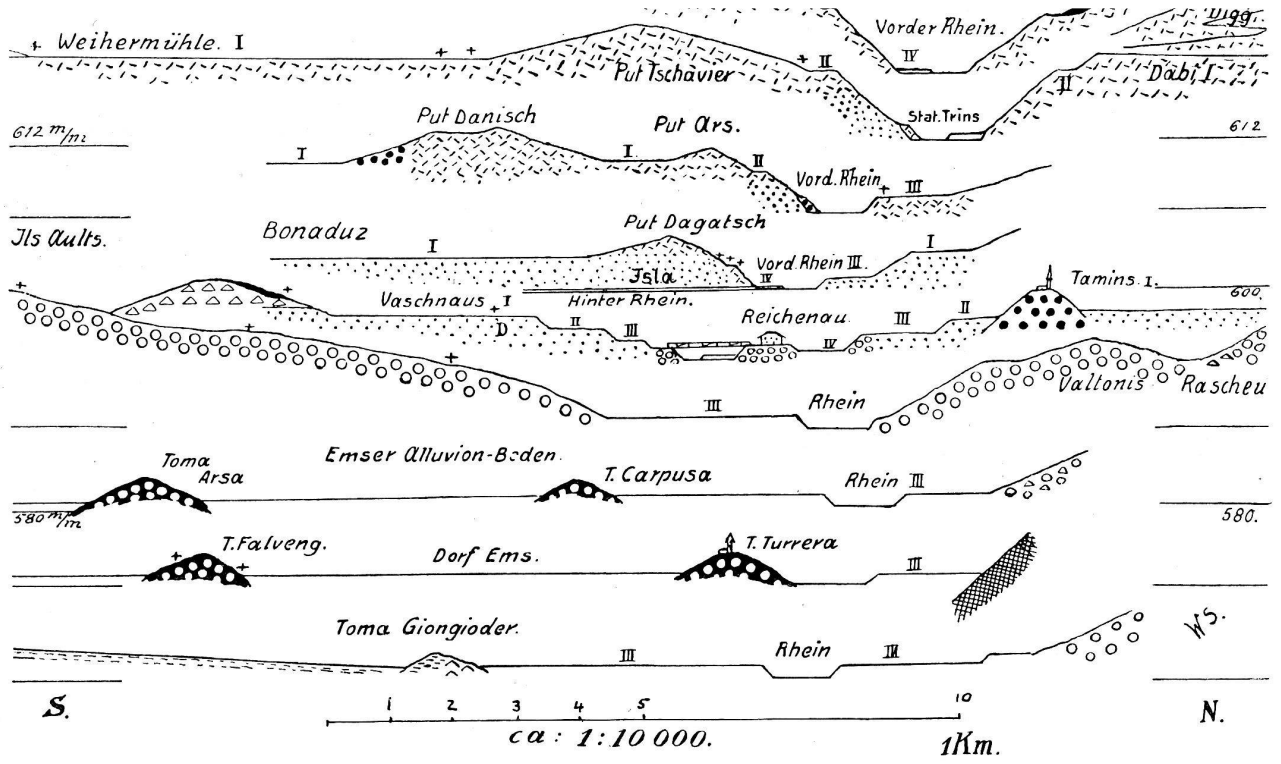 Weihermühle. I
Put Tschavier
II
Vorder Rhein.
IV
Stat. Trins
II
Digg
Dabi I.
612 m/m
612
Put Danisch
I
I
Put Ars.
II
Vord. Rhein
III
Jls Aults.
Bonaduz
I
Put Dagatsch
Jsla
Vord. Rhein III
IV
I
Hinter Rhein.
Vaschnaus I
D
II
III
Reichenau.
IV
III
II
Tamins I.
600.
III
Rhein
Valtonis
Rascheu
Toma
Arsa
Emser Alluvion-Boden.
T. Carpusa
Rhein III
580 m/m
580.
T. Falveng.
Dorf Ems.
T. Turrera
III
Toma Giongioder.
III
Rhein
III
WS.
S.
1 2 3 4 5 10
N.
ca: 1:10 000.
1Km.